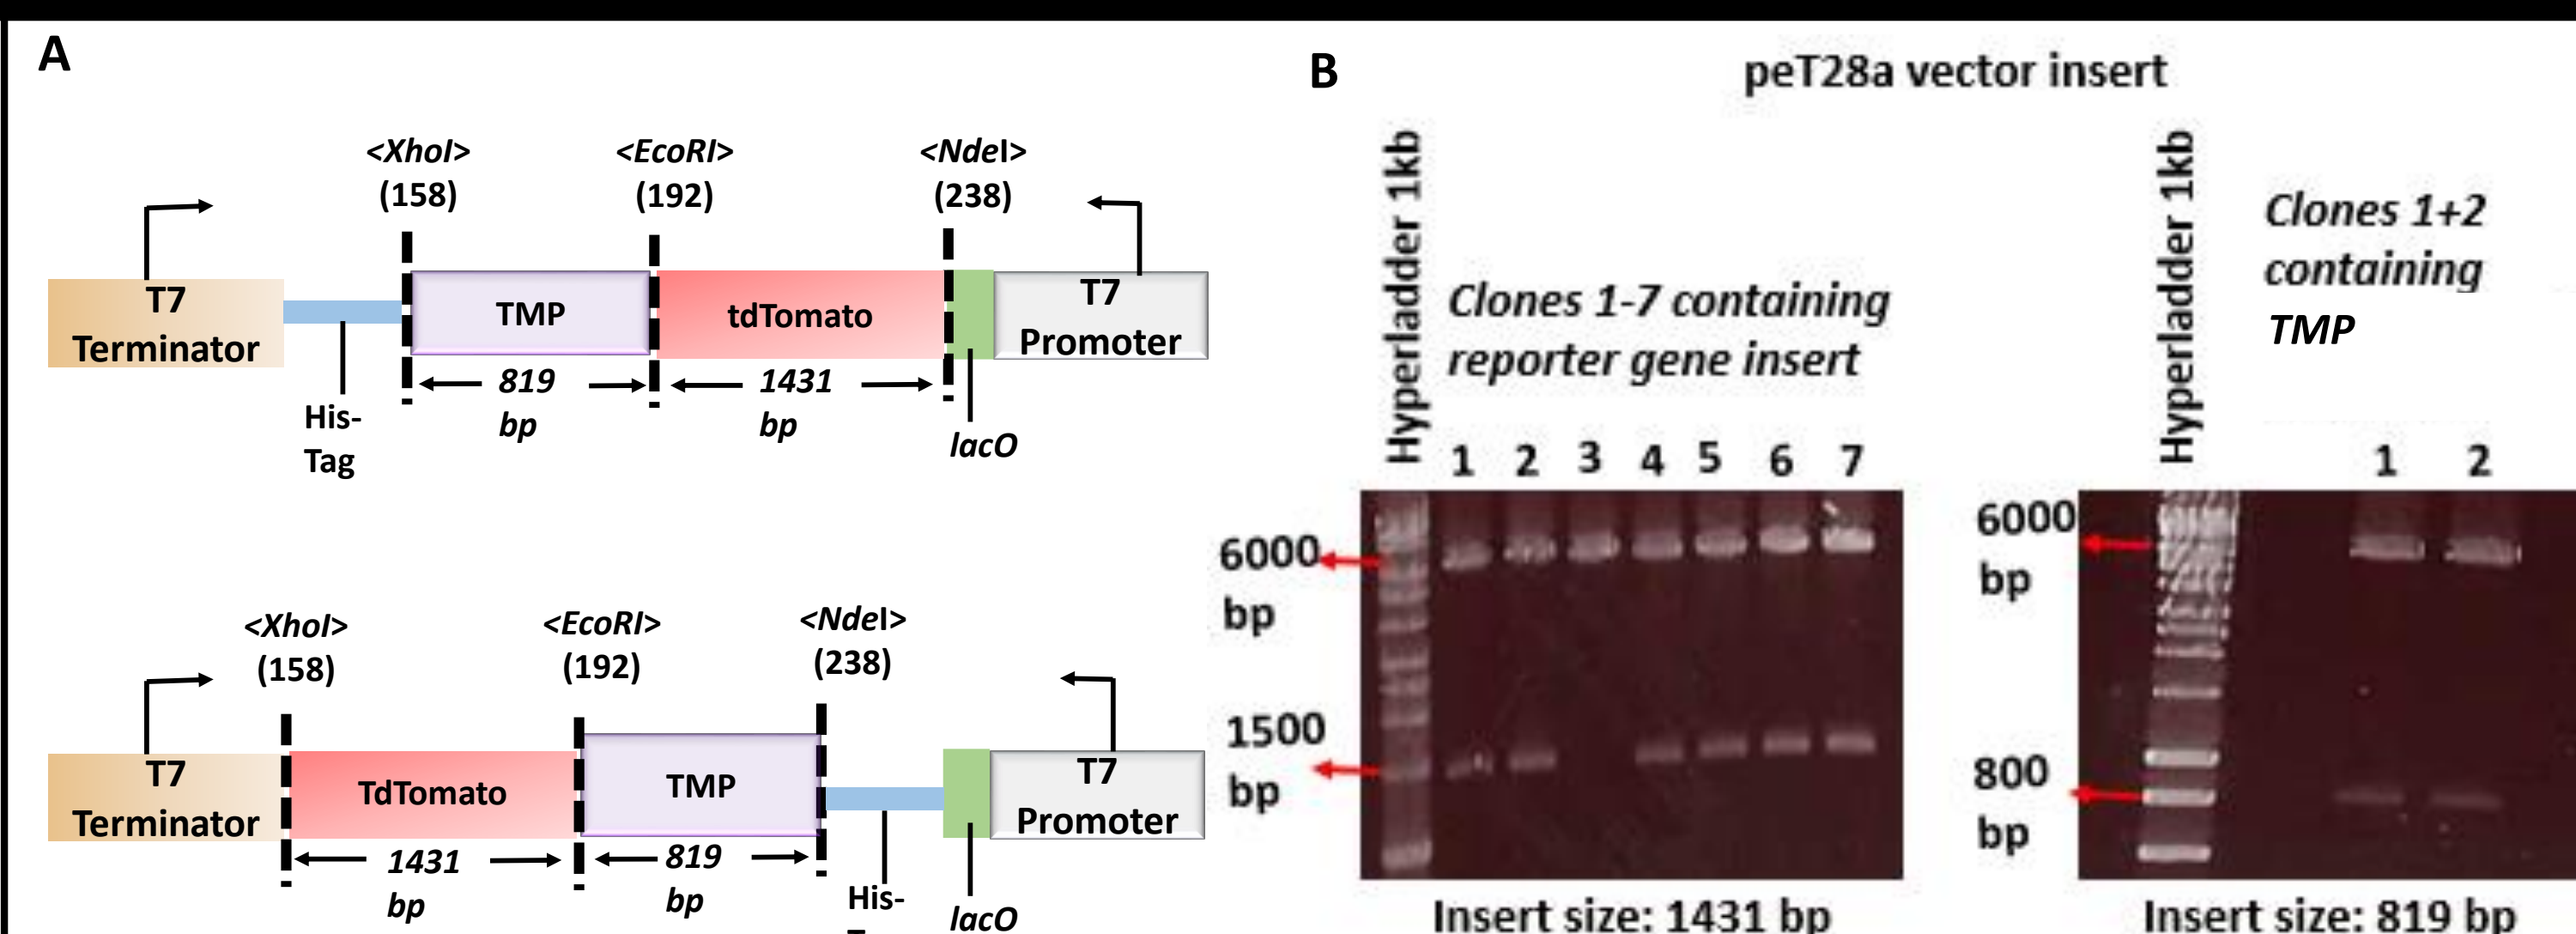 A
<XhoI>
(158)
<EcoRI>
(192)
<NdeI>
(238)
T7
Terminator
TMP
tdTomato
T7
Promoter
819
bp
1431
bp
His-
Tag
lacO
<XhoI>
(158)
<EcoRI>
(192)
<NdeI>
(238)
T7
Terminator
TdTomato
TMP
T7
Promoter
1431
bp
819
bp
His-
lacO
B
peT28a vector insert
Hyperladder 1kb
Clones 1-7 containing
reporter gene insert
1 2 3 4 5 6 7
6000
bp
1500
bp
Insert size: 1431 bp
Hyperladder 1kb
Clones 1+2
containing
TMP
1 2
6000
bp
800
bp
Insert size: 819 bp